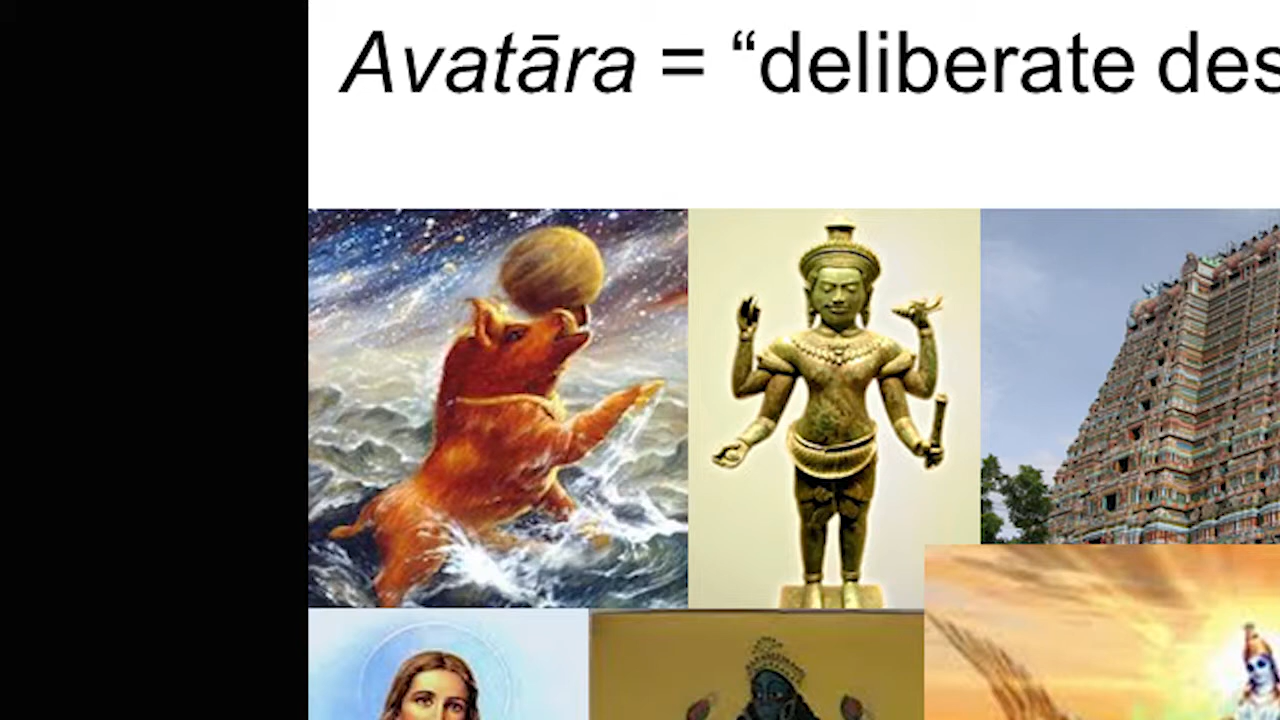 Avatāra = “deliberate des